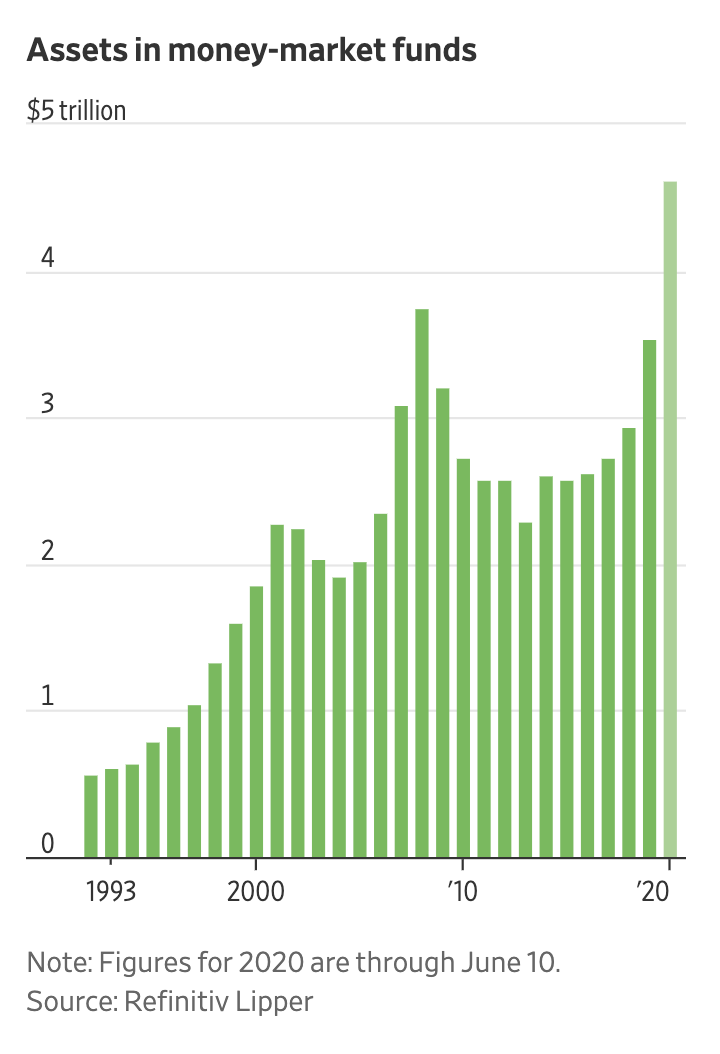 Assets in money-market funds
$5 trillion
4
3
2
1
0
1993 2000 ’10 ’20
Note: Figures for 2020 are through June 10.
Source: Refinitiv Lipper